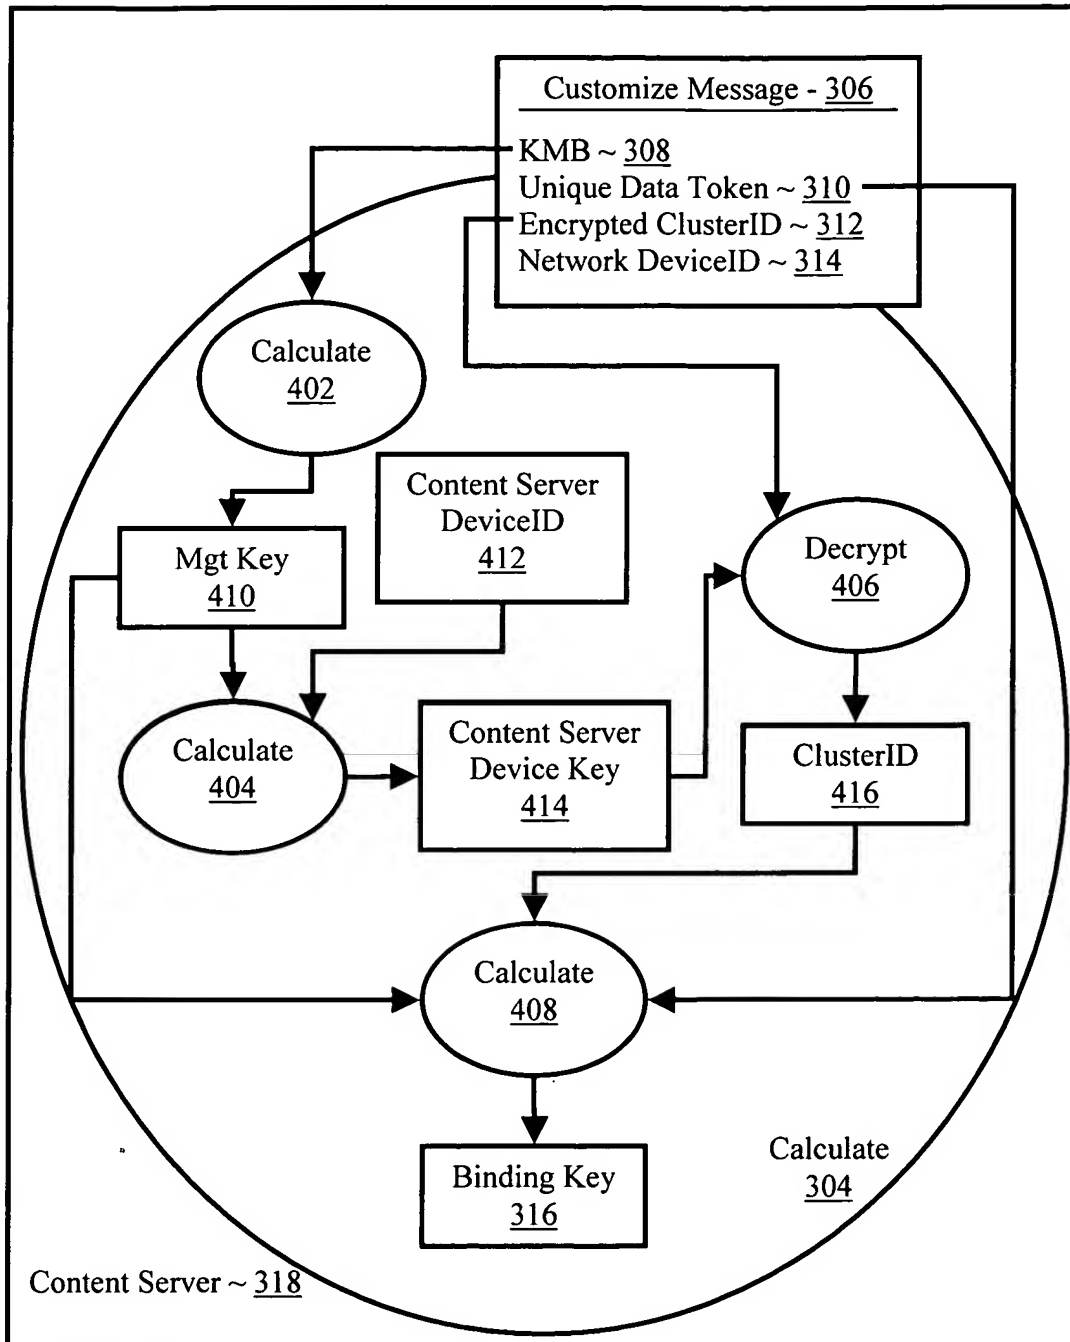 Customize Message - 306
KMB ~ 308
Unique Data Token ~ 310
Encrypted ClusterID ~ 312
Network DeviceID ~ 314
Calculate
402
Content Server
DeviceID
412
Mgt Key
410
Decrypt
406
Calculate
404
Content Server
Device Key
414
ClusterID
416
Calculate
408
Binding Key
316
Calculate
304
Content Server ~ 318